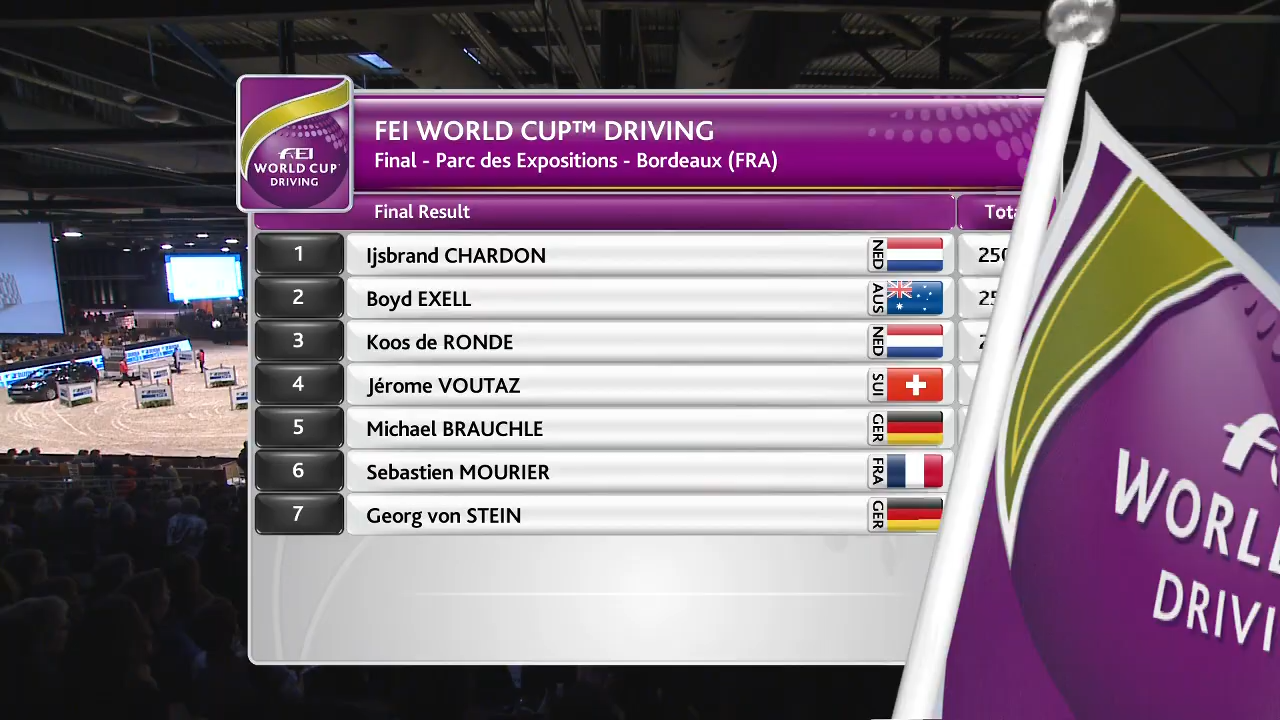 FEI WORLD CUP™ DRIVING
Final - Parc des Expositions - Bordeaux (FRA)
FEI
WORLD CUP
DRIVING
Final Result
1 Ijsbrand CHARDON NED
2 Boyd EXELL AUS
3 Koos de RONDE NED
4 Jérome VOUTAZ SUI
5 Michael BRAUCHLE GER
6 Sebastien MOURIER FRA
7 Georg von STEIN GER